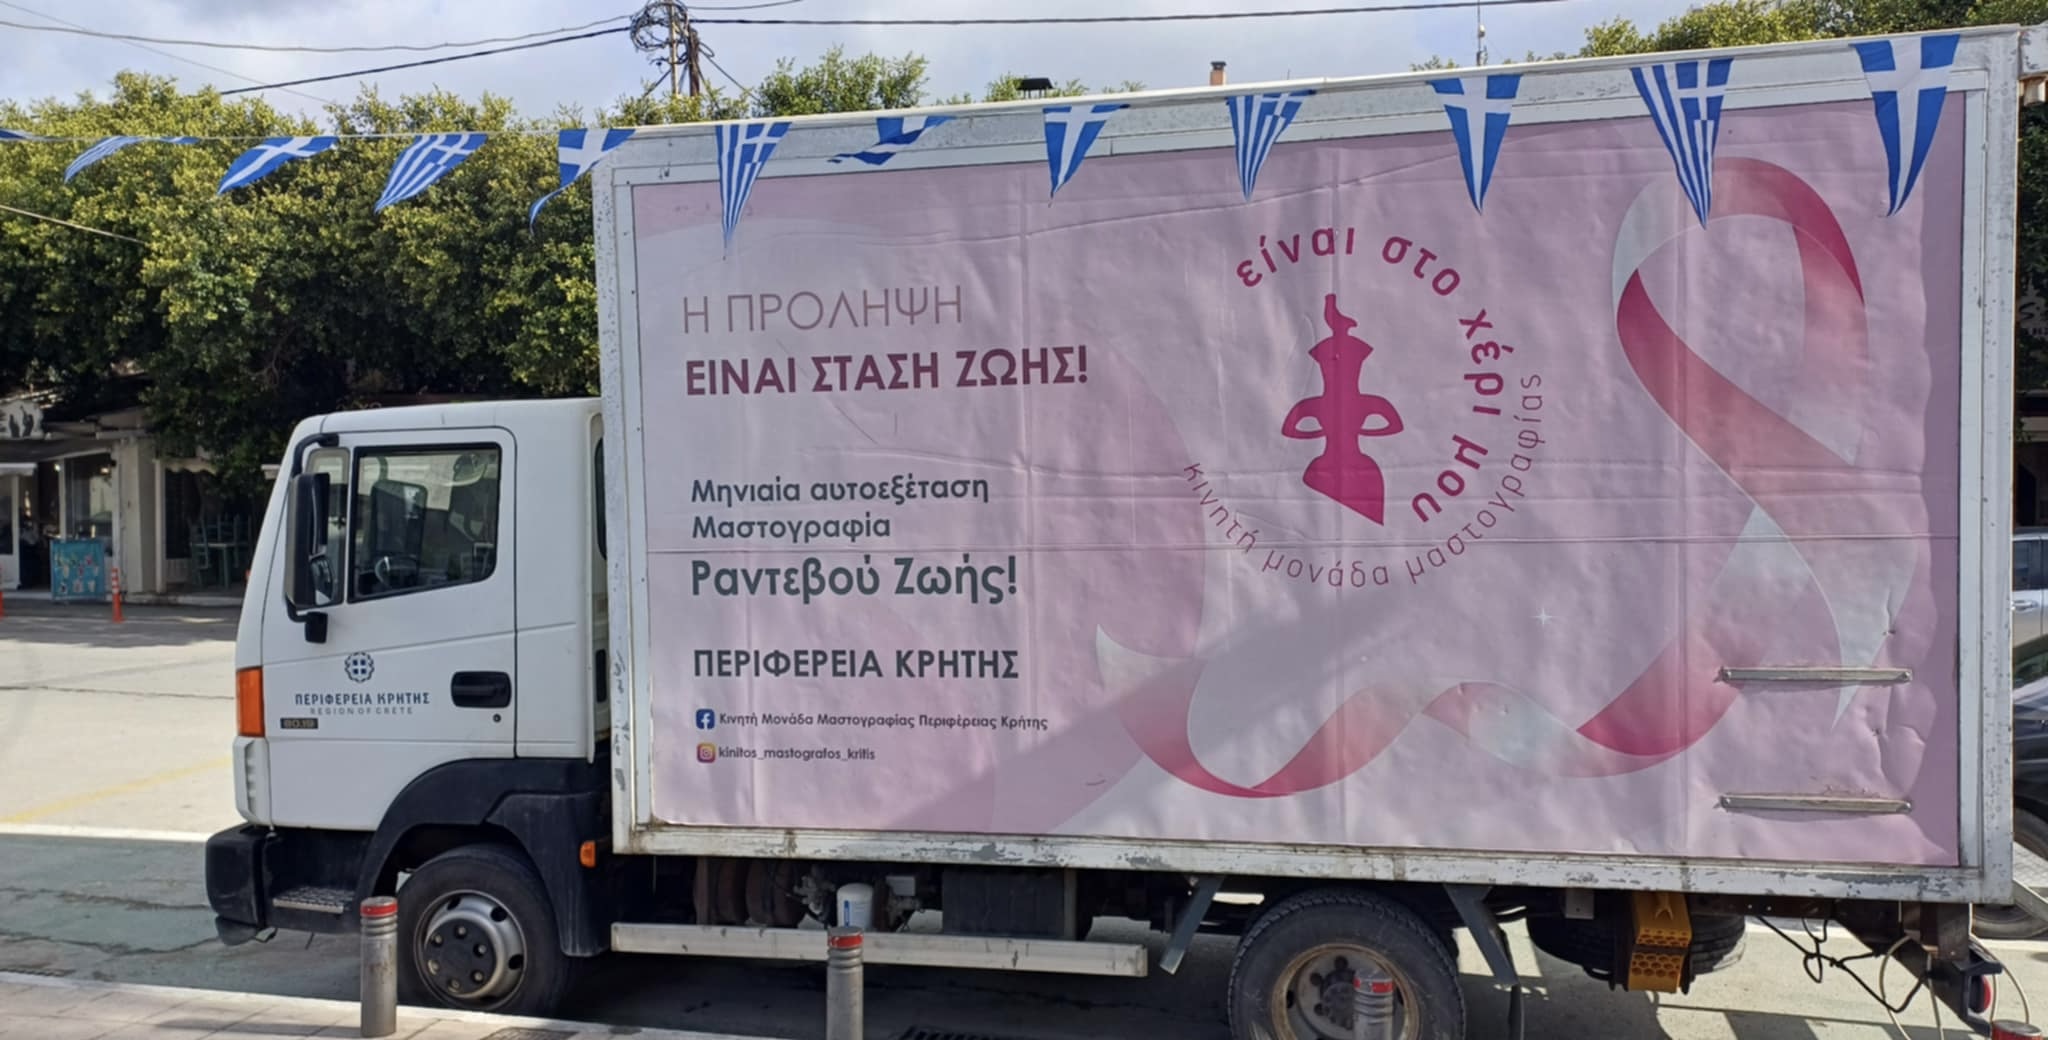 Η ΠΡΟΛΗΨΗ
ΕΙΝΑΙ ΣΤΑΣΗ ΖΩΗΣ!
Μηνιαία αυτοεξέταση
Μαστογραφία
Ραντεβού Ζωής!
ΠΕΡΙΦΕΡΕΙΑ ΚΡΗΤΗΣ
Κινητή Μονάδα Μαστογραφίας Περιφέρειας Κρήτης
kinitos_mastografos_kritis
είναι στο χέρι σου
κινητή μονάδα μαστογραφίας
ΠΕΡΙΦΕΡΕΙΑ ΚΡΗΤΗΣ
REGION OF CRETE